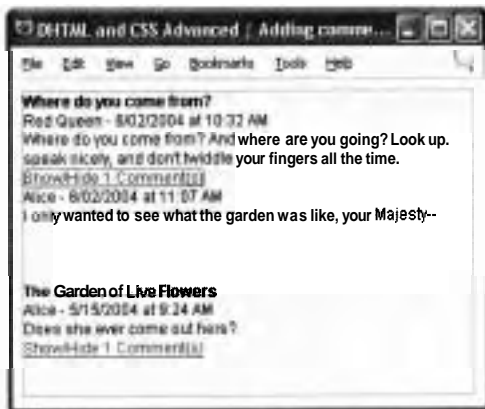 DHTML and CSS Advanced | Adding comme...
File Edit View Go Bookmarks Tools Help
Where do you come from?
Red Queen - 6/02/2004 at 10:32 AM
Where do you come from? And where are you going? Look up.
speak nicely, and don't twiddle your fingers all the time.
Show/Hide 1 Comment(s)
Alice - 6/02/2004 at 11:07 AM
I only wanted to see what the garden was like, your Majesty--
The Garden of Live Flowers
Alice - 5/15/2004 at 9:24 AM
Does she ever come out here?
Show/Hide 1 Comment(s)